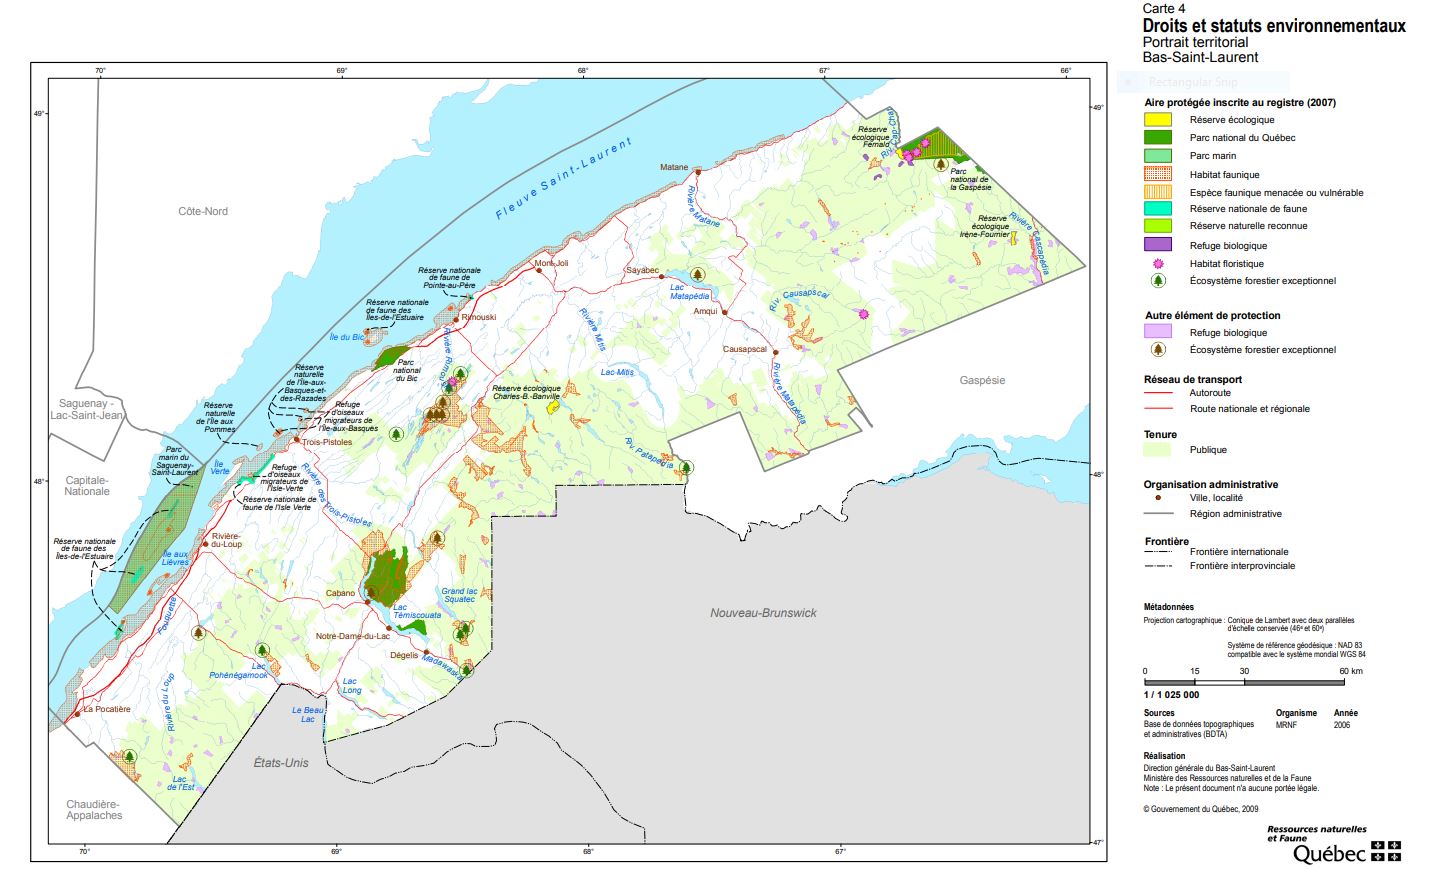 Carte 4
Droits et statuts environnementaux
Portrait territorial
Bas-Saint-Laurent
Rectangular Snip
70°
69°
68°
67°
66°
49°
49°
48°
48°
47°
70°
69°
68°
67°
Côte-Nord
Fleuve Saint-Laurent
Saguenay -
Lac-Saint-Jean
Capitale-
Nationale
Chaudière-
Appalaches
Gaspésie
Nouveau-Brunswick
États-Unis
Réserve
écologique
Fernald
Parc
national de
la Gaspésie
Réserve
écologique
Irène-Fournier
Rivière Cascapédia
Matane
Rivière Matane
Mont-Joli
Sayabec
Lac
Matapédia
Amqui
Riv. Causapscal
Causapscal
Rivière Matapédia
Rivière Mitis
Lac Mitis
Réserve nationale
de faune de
Pointe-au-Père
Réserve nationale
de faune des
Iles-de-l'Estuaire
Rimouski
Île du Bic
Parc
national
du Bic
Réserve écologique
Charles-B.-Banville
Riv. Patapédia
Réserve
naturelle
de l'Île-aux-
Basques-et-
des-Razades
Refuge
d'oiseaux
migrateurs de
l'Ile-aux-Basques
Réserve
naturelle
de l'Île aux
Pommes
Trois-Pistoles
Parc
marin du
Saguenay-
Saint-Laurent
Île
Verte
Refuge
d'oiseaux
migrateurs de
l'Isle-Verte
Réserve nationale de
faune de l'Isle Verte
Rivière des Trois-Pistoles
Réserve nationale
de faune des
Iles-de-l'Estuaire
Rivière-
du-Loup
Île aux
Lièvres
Cabano
Grand lac
Squatec
Lac
Témiscouata
Notre-Dame-du-Lac
Dégelis
Madawaska
Fouquette
Lac
Pohénégamook
Lac
Long
Le Beau
Lac
Rivière du Loup
La Pocatière
Lac
de l'Est
Aire protégée inscrite au registre (2007)
Réserve écologique
Parc national du Québec
Parc marin
Habitat faunique
Espèce faunique menacée ou vulnérable
Réserve nationale de faune
Réserve naturelle reconnue
Refuge biologique
Habitat floristique
Écosystème forestier exceptionnel
Autre élément de protection
Refuge biologique
Écosystème forestier exceptionnel
Réseau de transport
Autoroute
Route nationale et régionale
Tenure
Publique
Organisation administrative
Ville, localité
Région administrative
Frontière
Frontière internationale
Frontière interprovinciale
Métadonnées
Projection cartographique : Conique de Lambert avec deux parallèles
d'échelle conservée (46º et 60º)
Système de référence géodésique : NAD 83
compatible avec le système mondial WGS 84
0 15 30 60 km
1 / 1 025 000
Sources Organisme Année
Base de données topographiques MRNF 2006
et administratives (BDTA)
Réalisation
Direction générale du Bas-Saint-Laurent
Ministère des Ressources naturelles et de la Faune
Note : Le présent document n'a aucune portée légale.
© Gouvernement du Québec, 2009
Ressources naturelles
et Faune
Québec